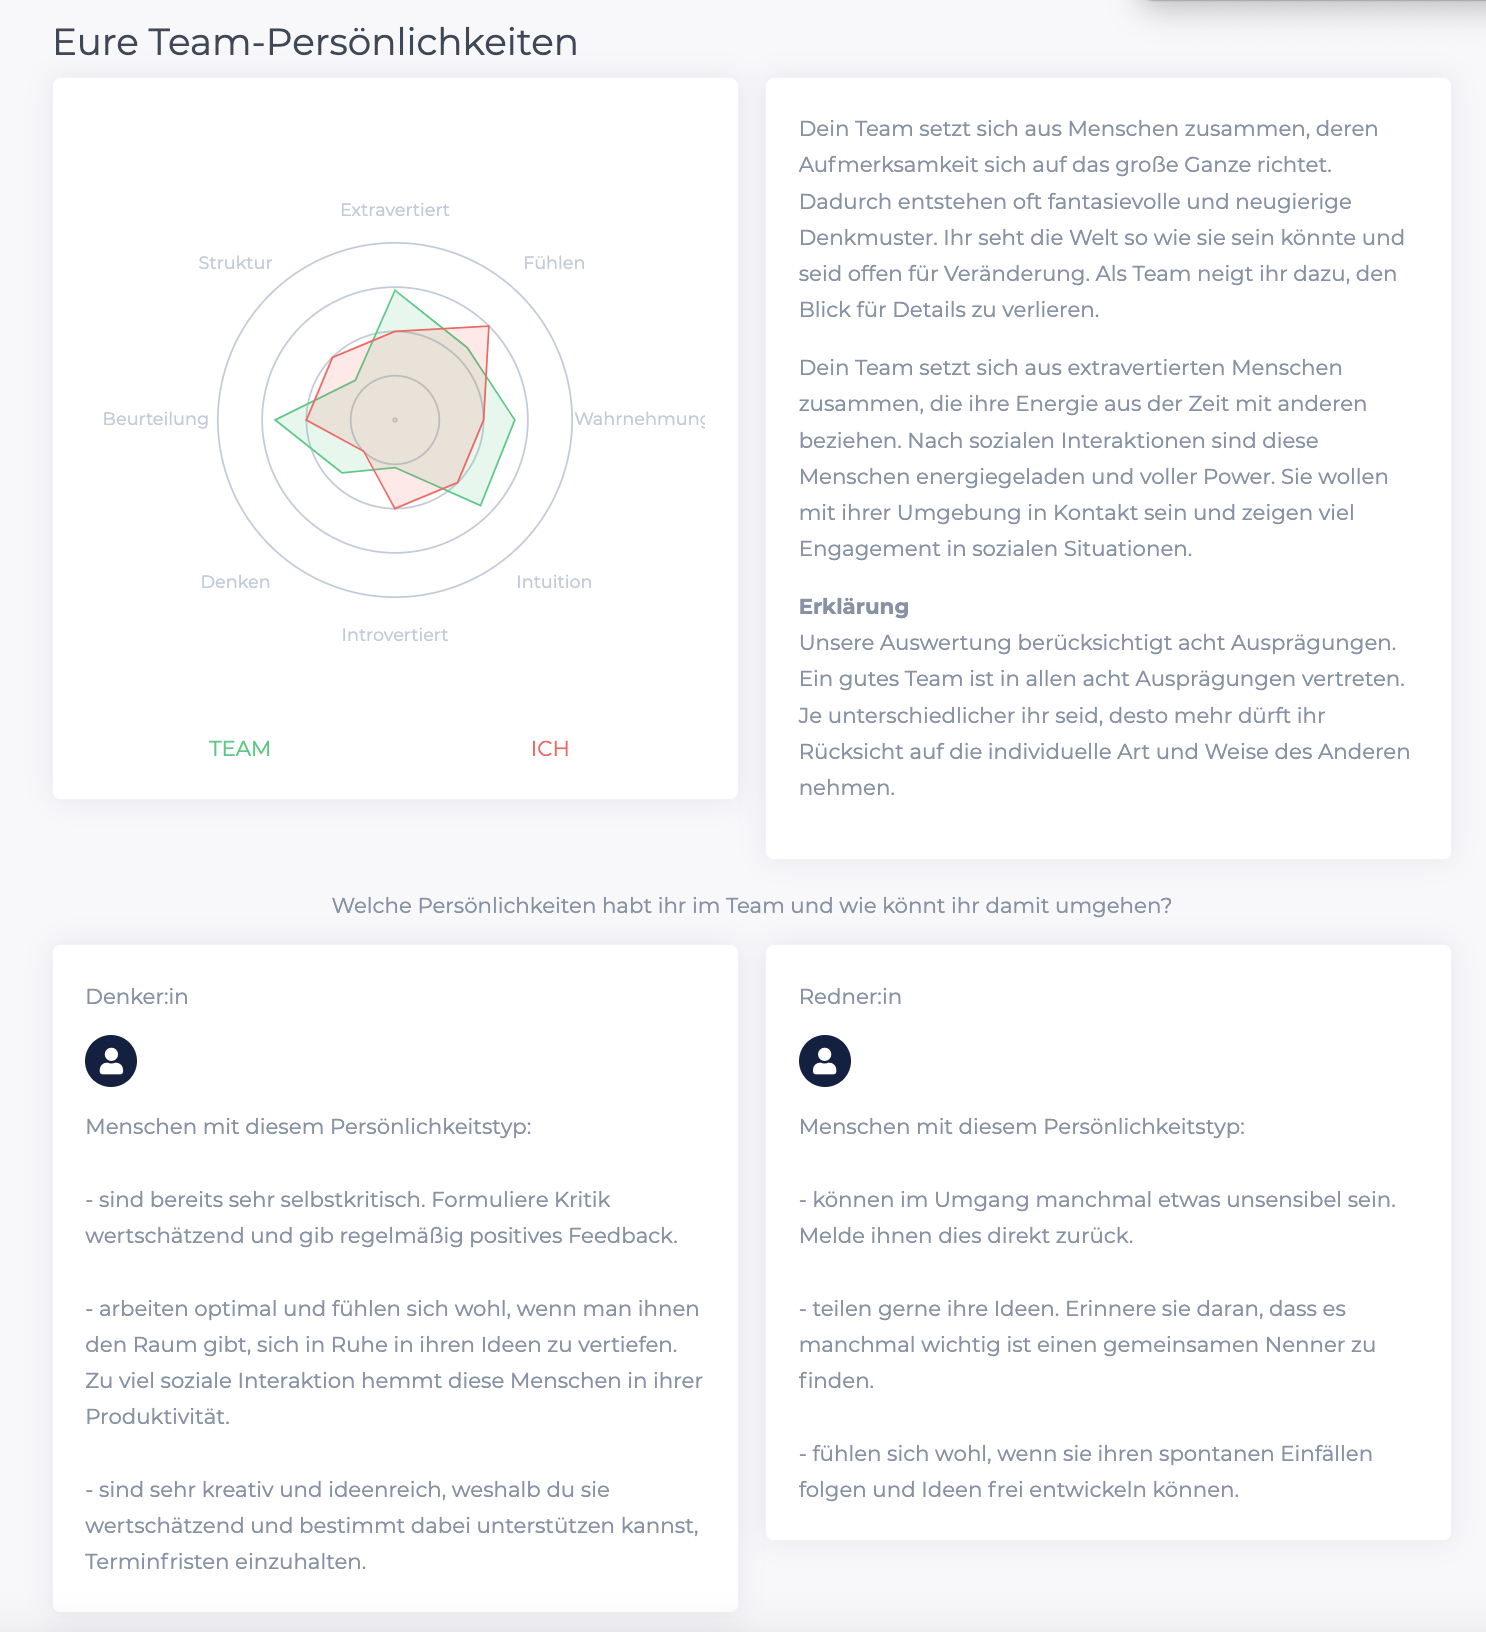 Eure Team-Persönlichkeiten
Extravertiert
Struktur
Fühlen
Beurteilung
Wahrnehmung
Denken
Intuition
Introvertiert
TEAM
ICH
Dein Team setzt sich aus Menschen zusammen, deren
Aufmerksamkeit sich auf das große Ganze richtet.
Dadurch entstehen oft fantasievolle und neugierige
Denkmuster. Ihr seht die Welt so wie sie sein könnte und
seid offen für Veränderung. Als Team neigt ihr dazu, den
Blick für Details zu verlieren.
Dein Team setzt sich aus extravertierten Menschen
zusammen, die ihre Energie aus der Zeit mit anderen
beziehen. Nach sozialen Interaktionen sind diese
Menschen energiegeladen und voller Power. Sie wollen
mit ihrer Umgebung in Kontakt sein und zeigen viel
Engagement in sozialen Situationen.
Erklärung
Unsere Auswertung berücksichtigt acht Ausprägungen.
Ein gutes Team ist in allen acht Ausprägungen vertreten.
Je unterschiedlicher ihr seid, desto mehr dürft ihr
Rücksicht auf die individuelle Art und Weise des Anderen
nehmen.
Welche Persönlichkeiten habt ihr im Team und wie könnt ihr damit umgehen?
Denker:in
Menschen mit diesem Persönlichkeitstyp:
- sind bereits sehr selbstkritisch. Formuliere Kritik
wertschätzend und gib regelmäßig positives Feedback.
- arbeiten optimal und fühlen sich wohl, wenn man ihnen
den Raum gibt, sich in Ruhe in ihren Ideen zu vertiefen.
Zu viel soziale Interaktion hemmt diese Menschen in ihrer
Produktivität.
- sind sehr kreativ und ideenreich, weshalb du sie
wertschätzend und bestimmt dabei unterstützen kannst,
Terminfristen einzuhalten.
Redner:in
Menschen mit diesem Persönlichkeitstyp:
- können im Umgang manchmal etwas unsensibel sein.
Melde ihnen dies direkt zurück.
- teilen gerne ihre Ideen. Erinnere sie daran, dass es
manchmal wichtig ist einen gemeinsamen Nenner zu
finden.
- fühlen sich wohl, wenn sie ihren spontanen Einfällen
folgen und Ideen frei entwickeln können.